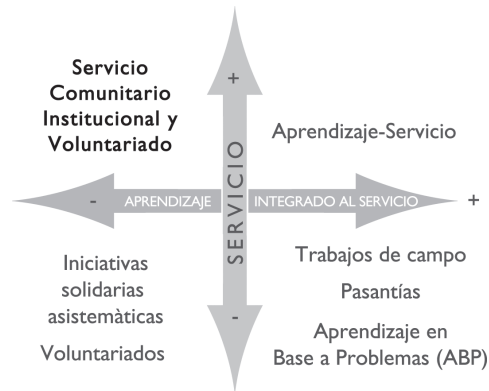 Servicio
Comunitario
Institucional y
Voluntariado
+
Aprendizaje-Servicio
SERVICIO
- APRENDIZAJE INTEGRADO AL SERVICIO +
Iniciativas
solidarias
asistemàticas
Voluntariados
-
Trabajos de campo
Pasantías
Aprendizaje en
Base a Problemas (ABP)